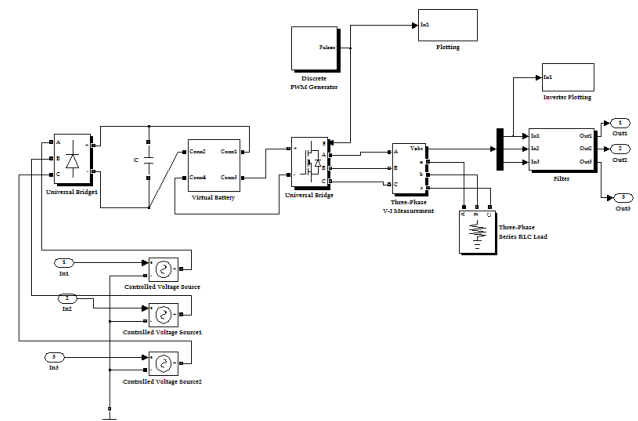 In1
Plotting
Pulses
Discrete
PWM Generator
In1
Inverter Plotting
1
Out1
2
Out2
3
Out3
In1
In2
In3
Out1
Out2
Out3
Filter
A
B
C
+
-
Universal Bridge1
C
Conn2
Conn1
Conn4
Conn3
Virtual Battery
+
-
g
A
B
C
Universal Bridge
A
B
C
Vabc
a
b
c
Three-Phase
V-I Measurement
A
B
C
Three-Phase
Series RLC Load
1
In1
Controlled Voltage Source
2
In2
Controlled Voltage Source1
3
In3
Controlled Voltage Source2